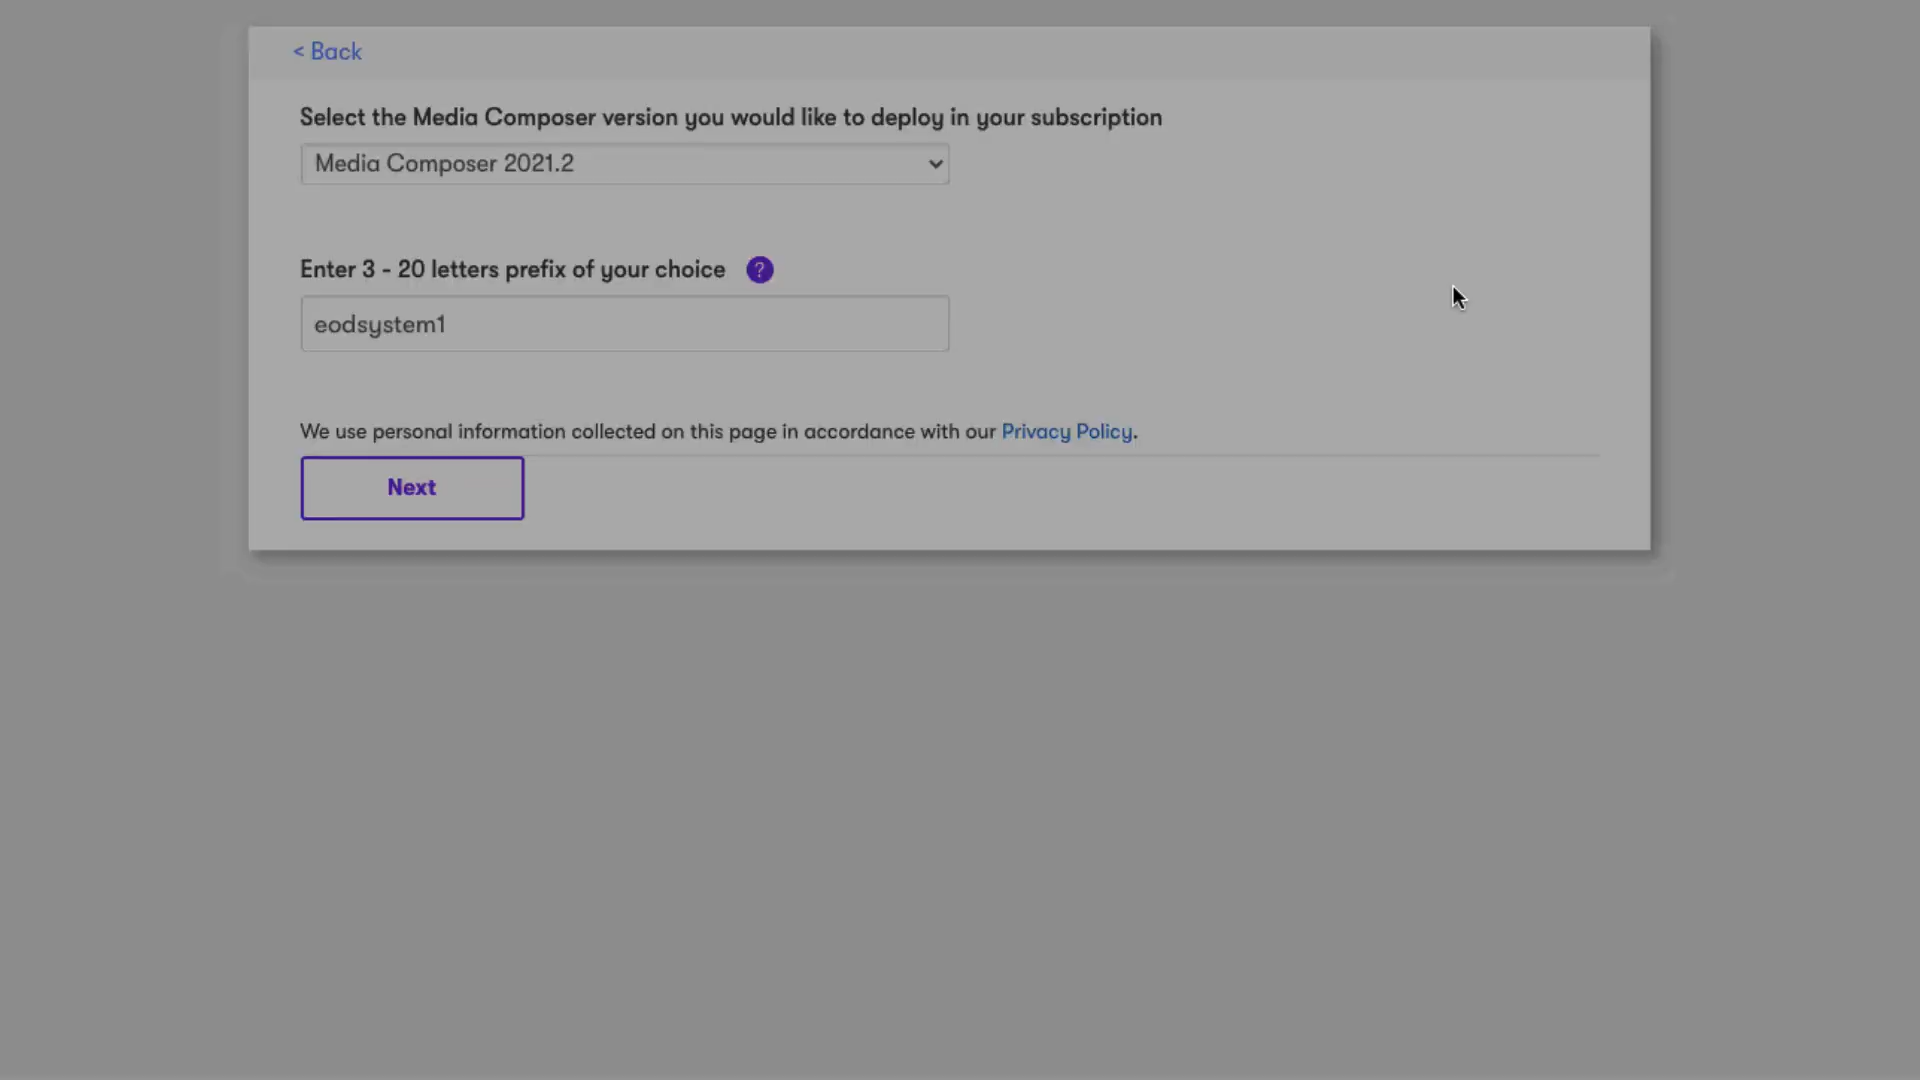 < Back
Select the Media Composer version you would like to deploy in your subscription
Media Composer 2021.2
Enter 3 - 20 letters prefix of your choice ?
eodsystem1
We use personal information collected on this page in accordance with our Privacy Policy.
Next